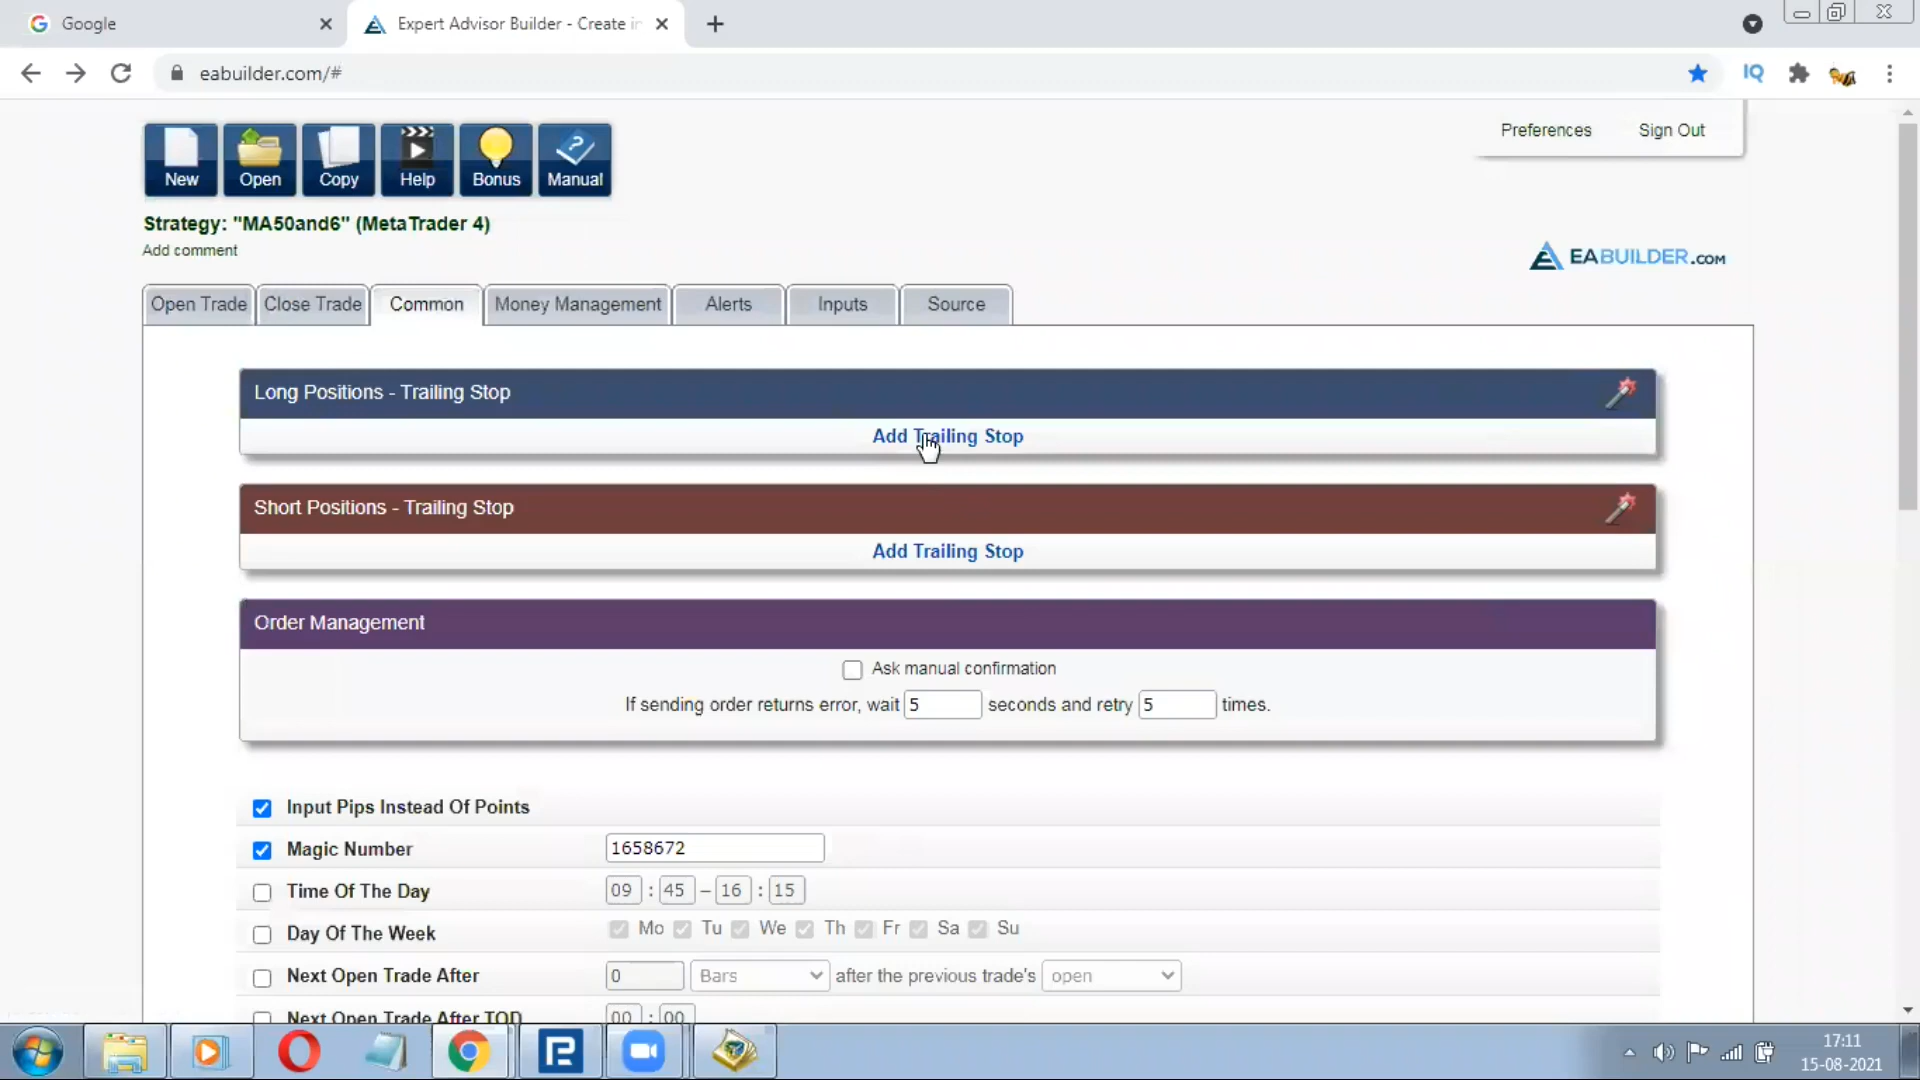 Google
Expert Advisor Builder - Create in
eabuilder.com/#
IQ
Preferences
Sign Out
New
Open
Copy
Help
Bonus
Manual
Strategy: "MA50and6" (MetaTrader 4)
Add comment
EABUILDER.COM
Open Trade
Close Trade
Common
Money Management
Alerts
Inputs
Source
Long Positions - Trailing Stop
Add Trailing Stop
Short Positions - Trailing Stop
Add Trailing Stop
Order Management
Ask manual confirmation
If sending order returns error, wait 5 seconds and retry 5 times.
Input Pips Instead Of Points
Magic Number 1658672
Time Of The Day 09 : 45 – 16 : 15
Day Of The Week Mo Tu We Th Fr Sa Su
Next Open Trade After 0 Bars after the previous trade's open
Next Open Trade After TOD 00 : 00
17:11
15-08-2021